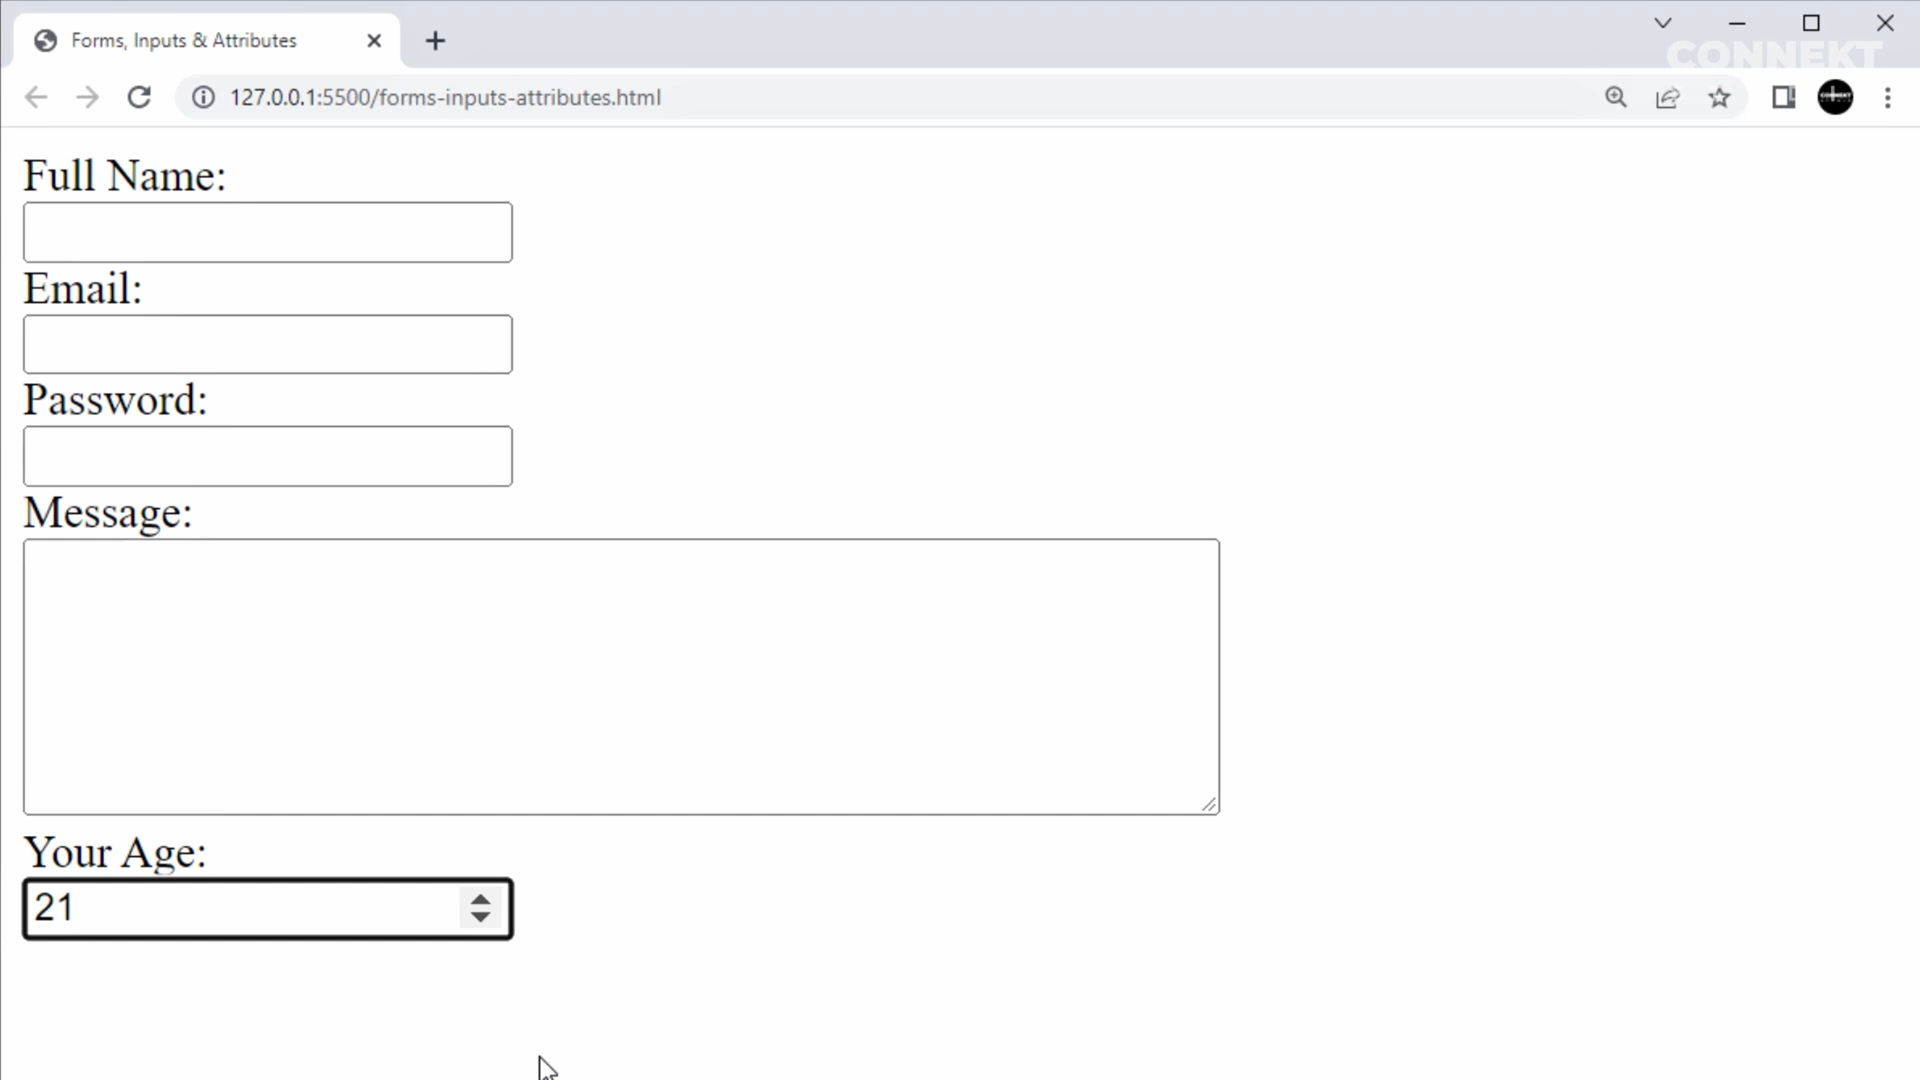 Forms, Inputs & Attributes
CONNEKT
127.0.0.1:5500/forms-inputs-attributes.html
Full Name:
Email:
Password:
Message:
Your Age:
21